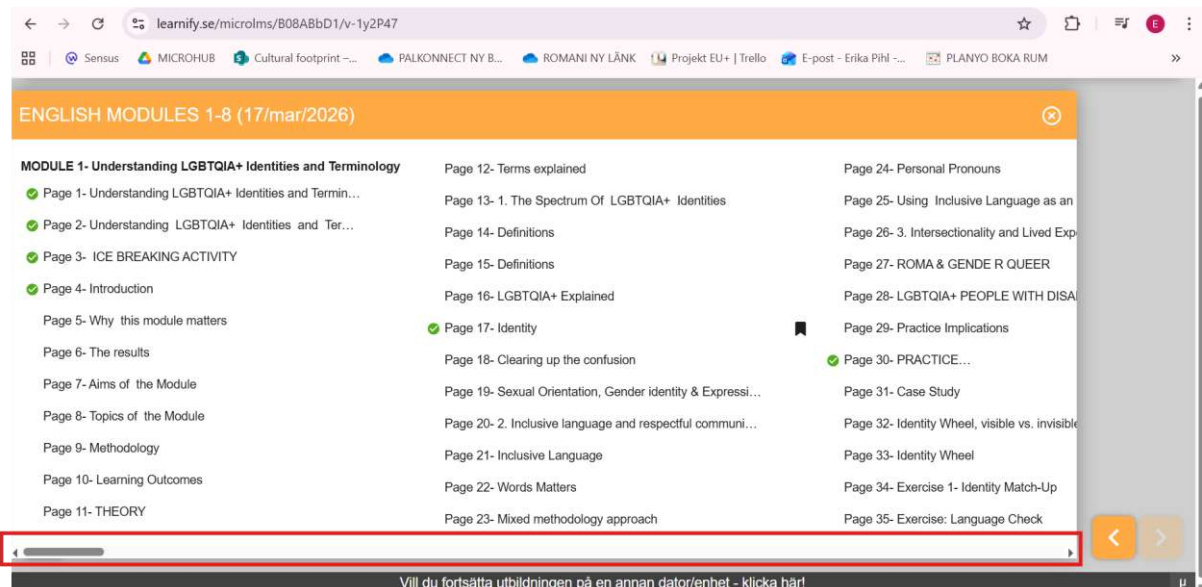 learnify.se/microlms/B08ABbD1/v-1y2P47
E
Sensus
MICROHUB
Cultural footprint –...
PALKONNECT NY B...
ROMANI NY LÄNK
Projekt EU+ | Trello
E-post - Erika Pihl -...
PLANYO BOKA RUM
ENGLISH MODULES 1-8 (17/mar/2026)
MODULE 1- Understanding LGBTQIA+ Identities and Terminology
Page 1- Understanding LGBTQIA+ Identities and Termin...
Page 2- Understanding LGBTQIA+ Identities and Ter...
Page 3- ICE BREAKING ACTIVITY
Page 4- Introduction
Page 5- Why this module matters
Page 6- The results
Page 7- Aims of the Module
Page 8- Topics of the Module
Page 9- Methodology
Page 10- Learning Outcomes
Page 11- THEORY
Page 12- Terms explained
Page 13- 1. The Spectrum Of LGBTQIA+ Identities
Page 14- Definitions
Page 15- Definitions
Page 16- LGBTQIA+ Explained
Page 17- Identity
Page 18- Clearing up the confusion
Page 19- Sexual Orientation, Gender identity & Expressi...
Page 20- 2. Inclusive language and respectful communi...
Page 21- Inclusive Language
Page 22- Words Matters
Page 23- Mixed methodology approach
Page 24- Personal Pronouns
Page 25- Using Inclusive Language as an
Page 26- 3. Intersectionality and Lived Exp
Page 27- ROMA & GENDE R QUEER
Page 28- LGBTQIA+ PEOPLE WITH DISA
Page 29- Practice Implications
Page 30- PRACTICE...
Page 31- Case Study
Page 32- Identity Wheel, visible vs. invisible
Page 33- Identity Wheel
Page 34- Exercise 1- Identity Match-Up
Page 35- Exercise: Language Check
Vill du fortsätta utbildningen på en annan dator/enhet - klicka här!